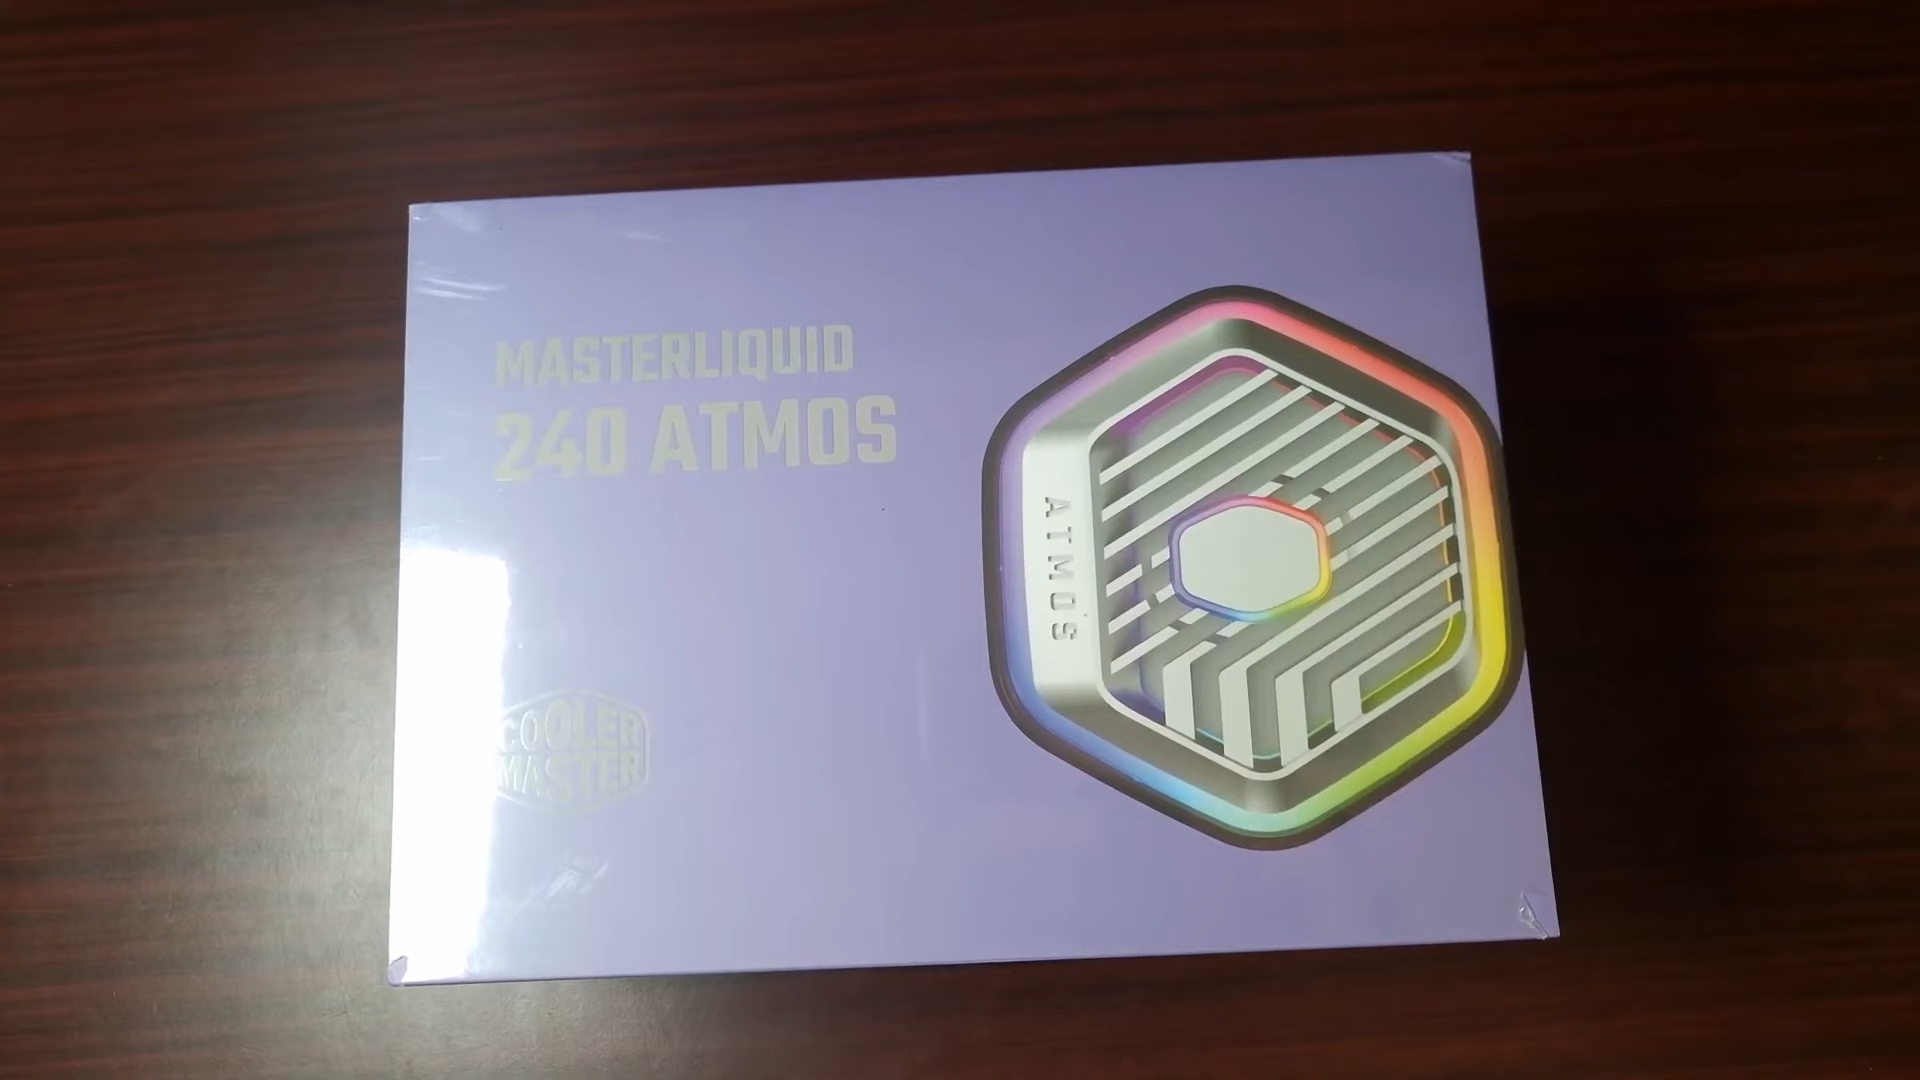 MASTERLIQUID
240 ATMOS
ATMOS
COOLER
MASTER